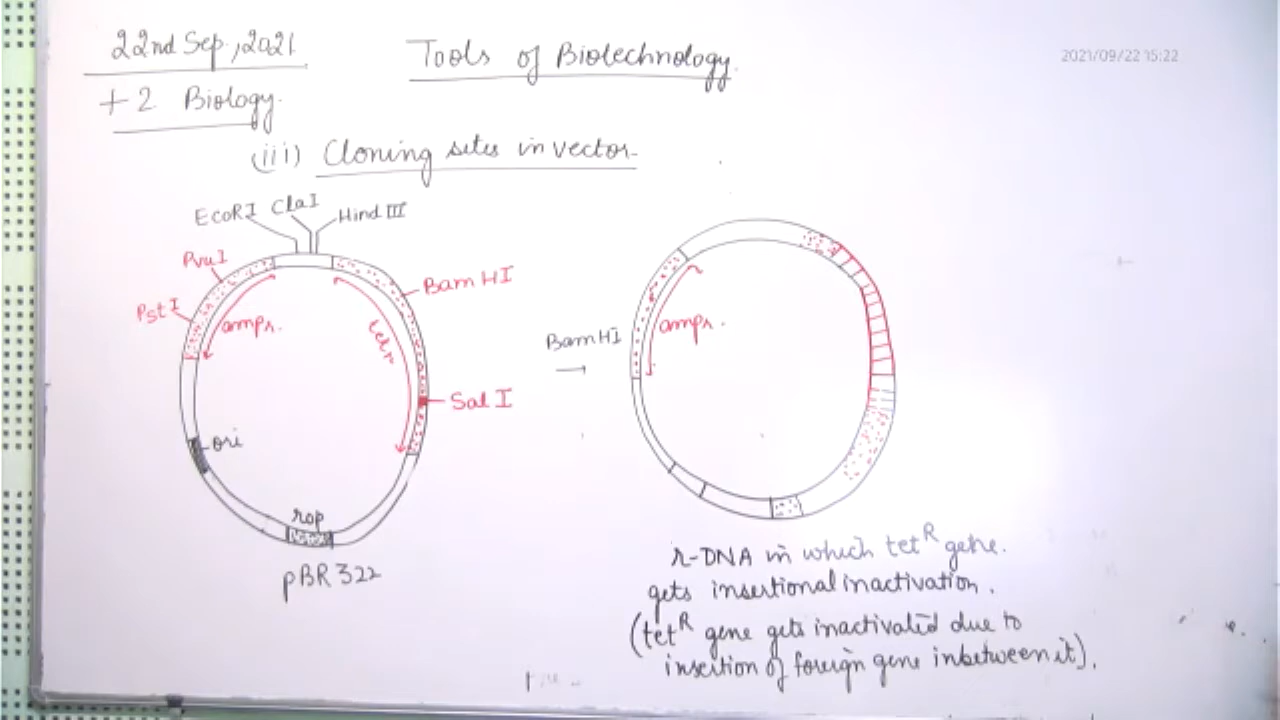 22nd Sep, 2021.
Tools of Biotechnology.
2021/09/22 15:22
+2 Biology.
(iii) Cloning sites in vector.
EcoRI ClaI Hind III
PvuI
PstI
ampr.
tetr
Bam HI
Sal I
ori
rop
pBR322
BamHI
→
ampr.
r-DNA in which tetR gene.
gets insertional inactivation.
(tetR gene gets inactivated due to
insertion of foreign gene inbetween it).